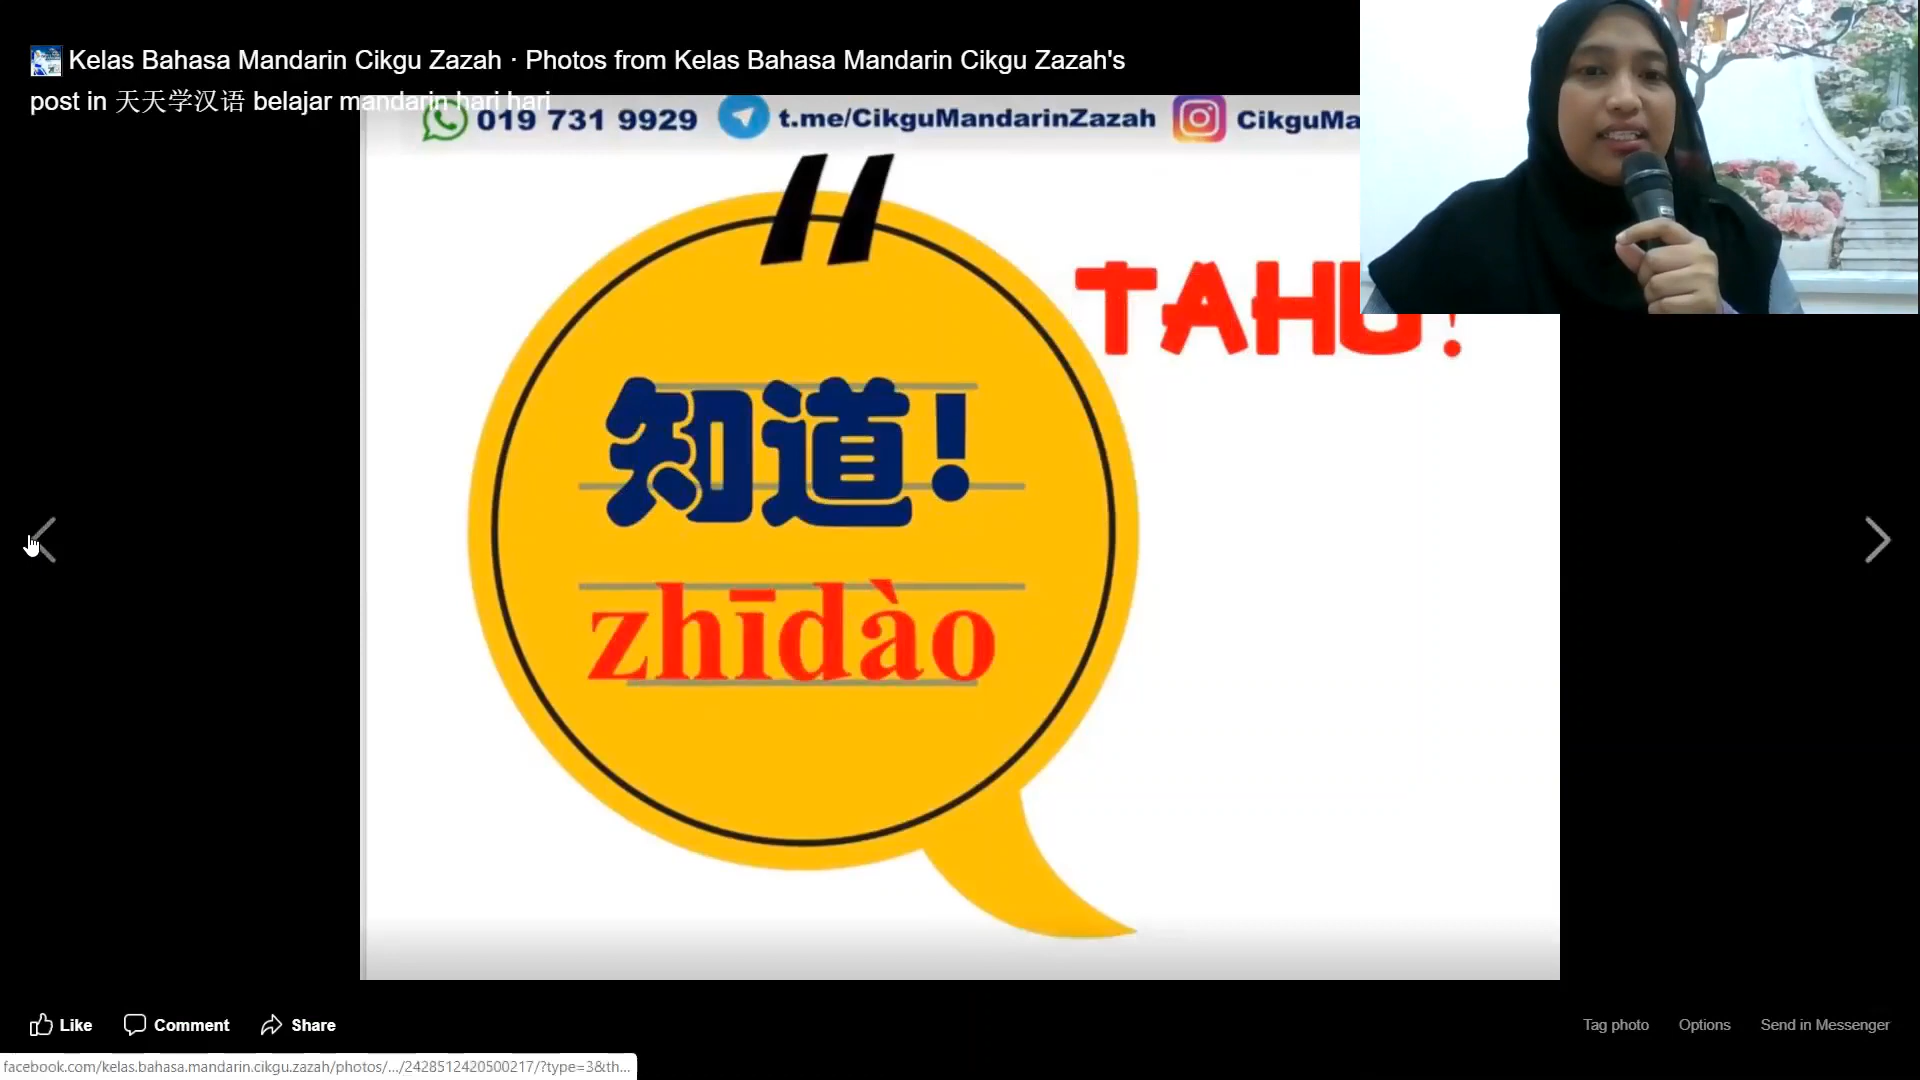 Kelas Bahasa Mandarin Cikgu Zazah · Photos from Kelas Bahasa Mandarin Cikgu Zazah's
post in 天天学汉语 belajar mandarin hari hari
019 731 9929 t.me/CikguMandarinZazah CikguMa
TAHU!
知道!
zhīdào
Like Comment Share Tag photo Options Send in Messenger
facebook.com/kelas.bahasa.mandarin.cikgu.zazah/photos/.../2428512420500217/?type=3&th...